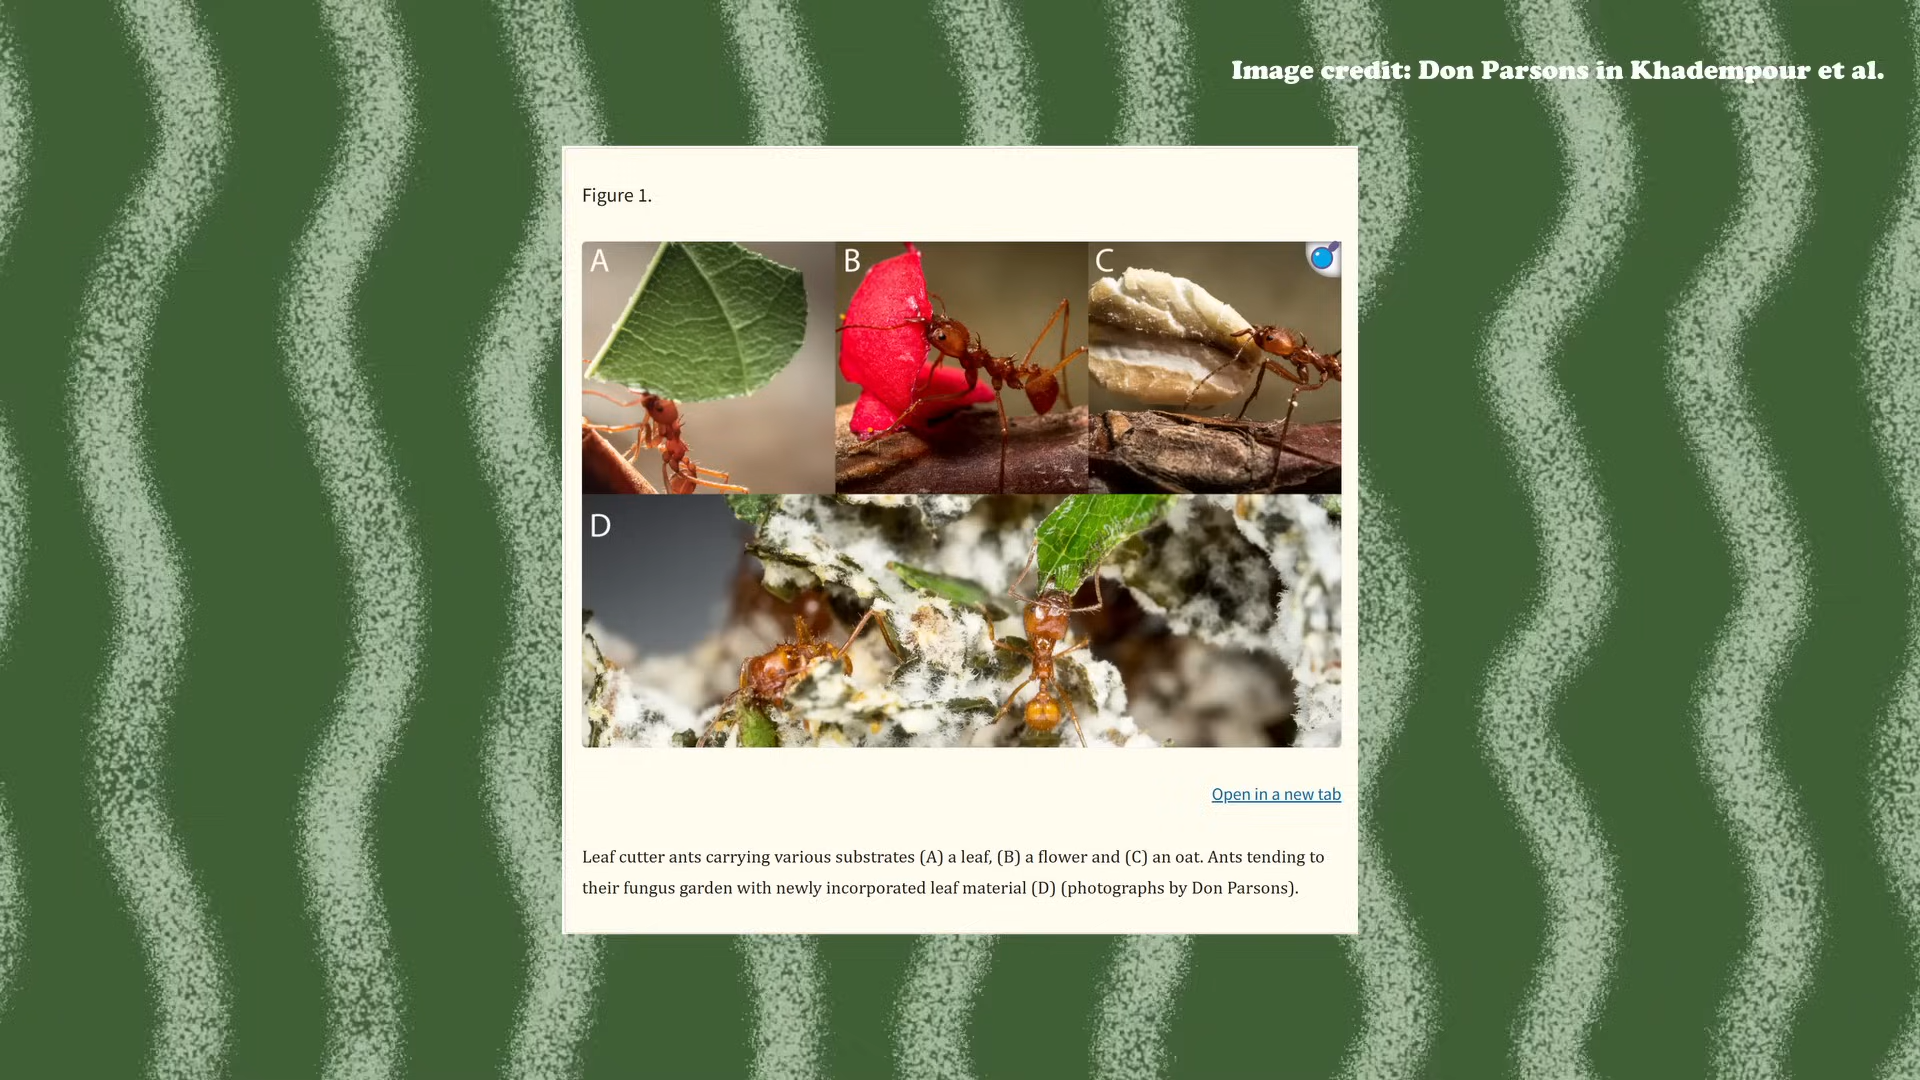 Image credit: Don Parsons in Khadempour et al.
Figure 1.
A
B
C
D
Open in a new tab
Leaf cutter ants carrying various substrates (A) a leaf, (B) a flower and (C) an oat. Ants tending to
their fungus garden with newly incorporated leaf material (D) (photographs by Don Parsons).